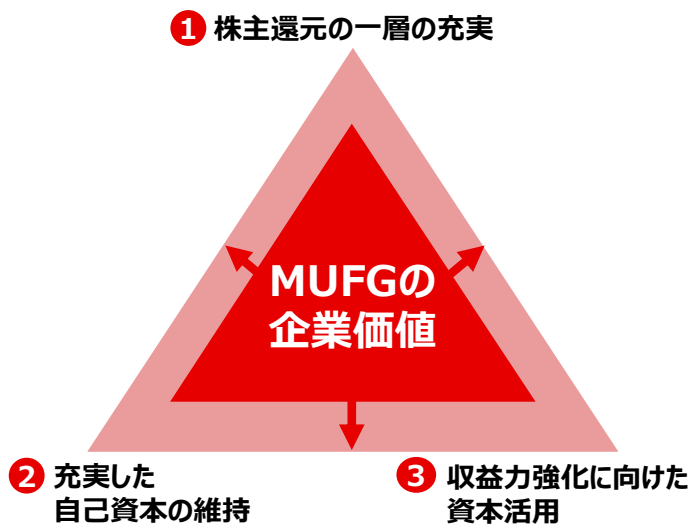 1 株主還元の一層の充実
MUFGの
企業価値
2 充実した
自己資本の維持
3 収益力強化に向けた
資本活用